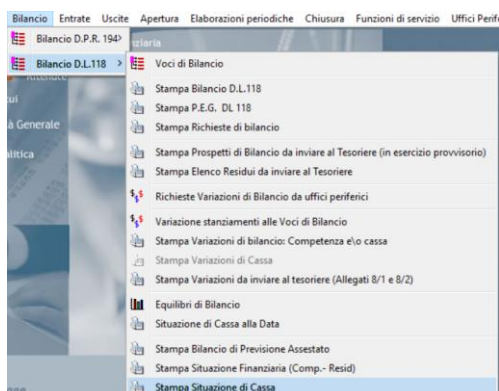 Bilancio Entrate Uscite Apertura Elaborazioni periodiche Chiusura Funzioni di servizio Uffici Perif
Bilancio D.P.R. 194>
nziaria
Bilancio D.L.118 >
Voci di Bilancio
Stampa Bilancio D.L.118
tui
Stampa P.E.G. DL 118
Stampa Richieste di bilancio
à Generale
Stampa Prospetti di Bilancio da inviare al Tesoriere (in esercizio provvisorio)
alitica
Stampa Elenco Residui da inviare al Tesoriere
Richieste Variazioni di Bilancio da uffici periferici
Variazione stanziamenti alle Voci di Bilancio
Stampa Variazioni di bilancio: Competenza e\o cassa
Stampa Variazioni di Cassa
Stampa Variazioni da inviare al tesoriere (Allegati 8/1 e 8/2)
Equilibri di Bilancio
Situazione di Cassa alla Data
Stampa Bilancio di Previsione Assestato
Stampa Situazione Finanziaria (Comp.- Resid)
Stampa Situazione di Cassa